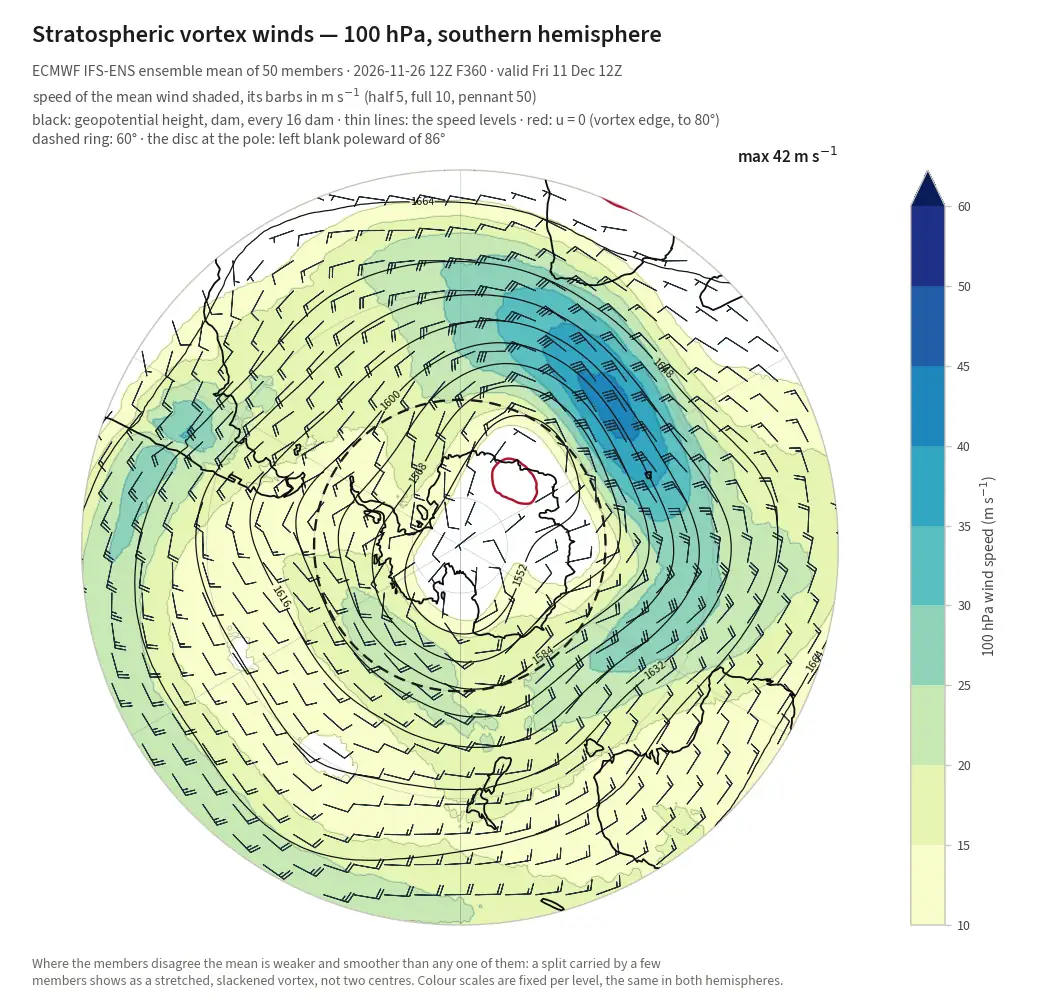 Stratospheric vortex winds — 100 hPa, southern hemisphere
ECMWF IFS-ENS ensemble mean of 50 members · 2026-11-26 12Z F360 · valid Fri 11 Dec 12Z
speed of the mean wind shaded, its barbs in m s⁻¹ (half 5, full 10, pennant 50)
black: geopotential height, dam, every 16 dam · thin lines: the speed levels · red: u = 0 (vortex edge, to 80°)
dashed ring: 60° · the disc at the pole: left blank poleward of 86°
max 42 m s⁻¹
1664
1648
1600
1568
1552
1616
1584
1632
1664
60
50
45
40
35
30
25
20
15
10
100 hPa wind speed (m s⁻¹)
Where the members disagree the mean is weaker and smoother than any one of them: a split carried by a few
members shows as a stretched, slackened vortex, not two centres. Colour scales are fixed per level, the same in both hemispheres.